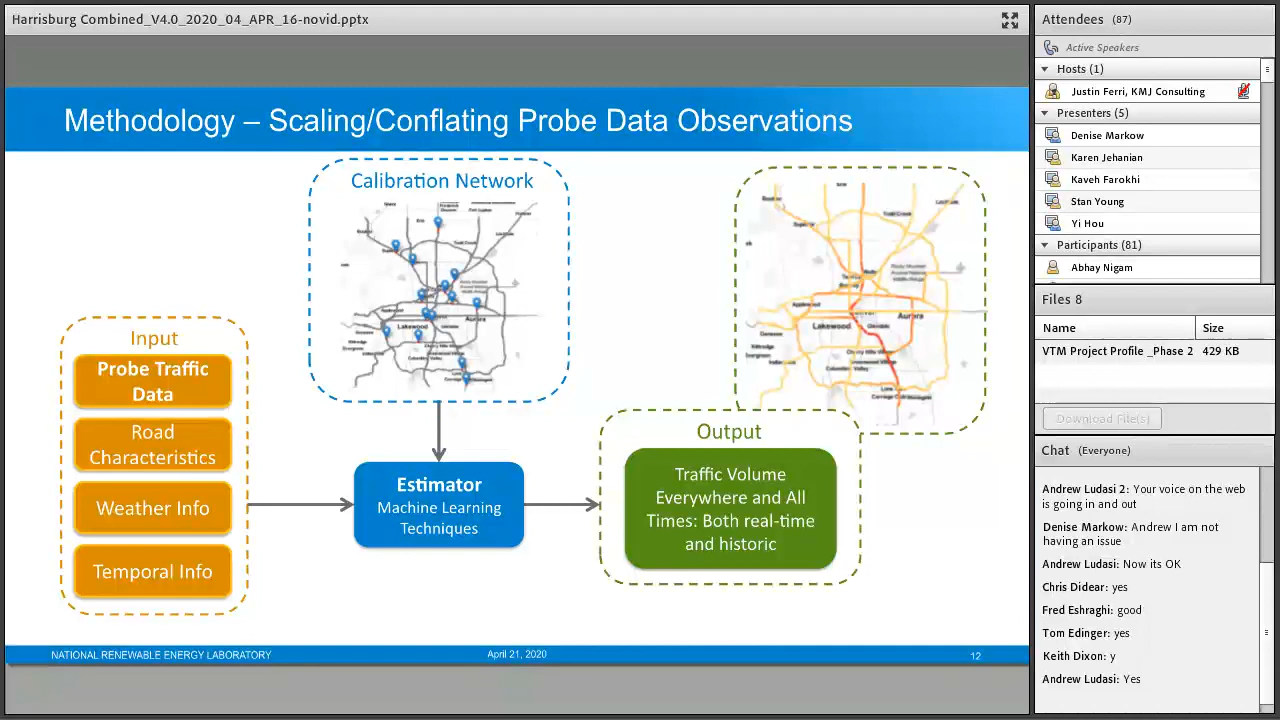 Harrisburg Combined_V4.0_2020_04_APR_16-novid.pptx
Methodology – Scaling/Conflating Probe Data Observations
Calibration Network
Lakewood
Aurora
Input
Probe Traffic
Data
Road
Characteristics
Weather Info
Temporal Info
Estimator
Machine Learning
Techniques
Lakewood
Aurora
Output
Traffic Volume
Everywhere and All
Times: Both real-time
and historic
NATIONAL RENEWABLE ENERGY LABORATORY
April 21, 2020
12
Attendees (87)
Active Speakers
Hosts (1)
Justin Ferri, KMJ Consulting
Presenters (5)
Denise Markow
Karen Jehanian
Kaveh Farokhi
Stan Young
Yi Hou
Participants (81)
Abhay Nigam
Files 8
Name Size
VTM Project Profile _Phase 2 429 KB
Download File(s)
Chat (Everyone)
Andrew Ludasi 2: Your voice on the web
is going in and out
Denise Markow: Andrew I am not
having an issue
Andrew Ludasi: Now its OK
Chris Didear: yes
Fred Eshraghi: good
Tom Edinger: yes
Keith Dixon: y
Andrew Ludasi: Yes